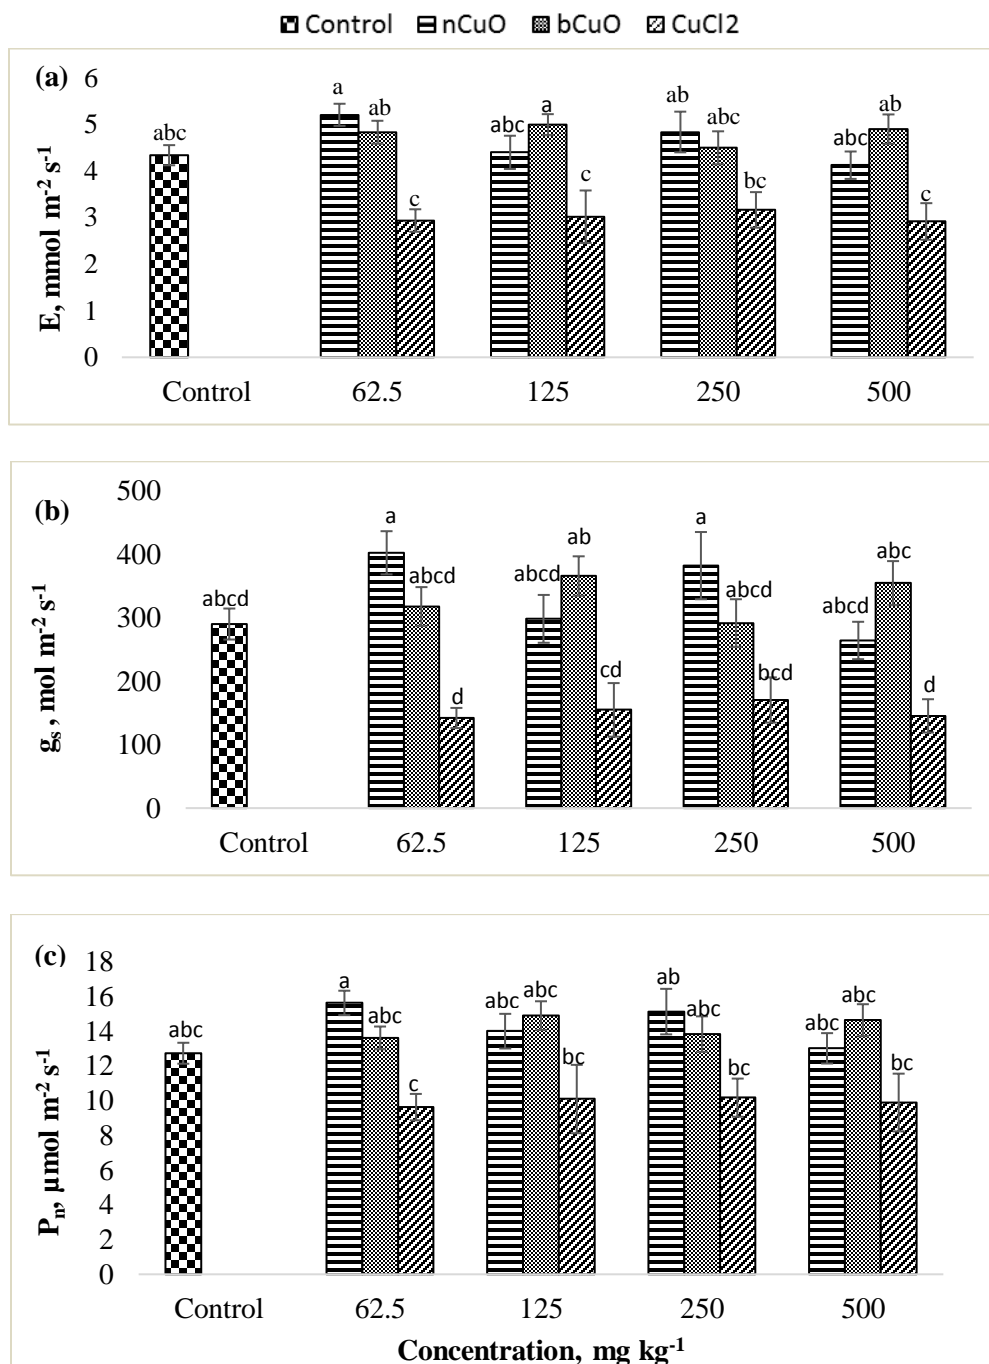 Control nCuO bCuO CuCl2
(a)
6
5
4
3
2
1
0
E, mmol m-2 s-1
abc
a ab c
abc a c
ab abc bc
abc ab c
Control 62.5 125 250 500
(b)
500
400
300
200
100
0
gs , mol m-2 s-1
abcd
a abcd d
abcd ab cd
a abcd bcd
abcd abc d
Control 62.5 125 250 500
(c)
18
16
14
12
10
8
6
4
2
0
Pn, µmol m-2 s-1
abc
a abc c
abc abc bc
ab abc bc
abc abc bc
Control 62.5 125 250 500
Concentration, mg kg-1